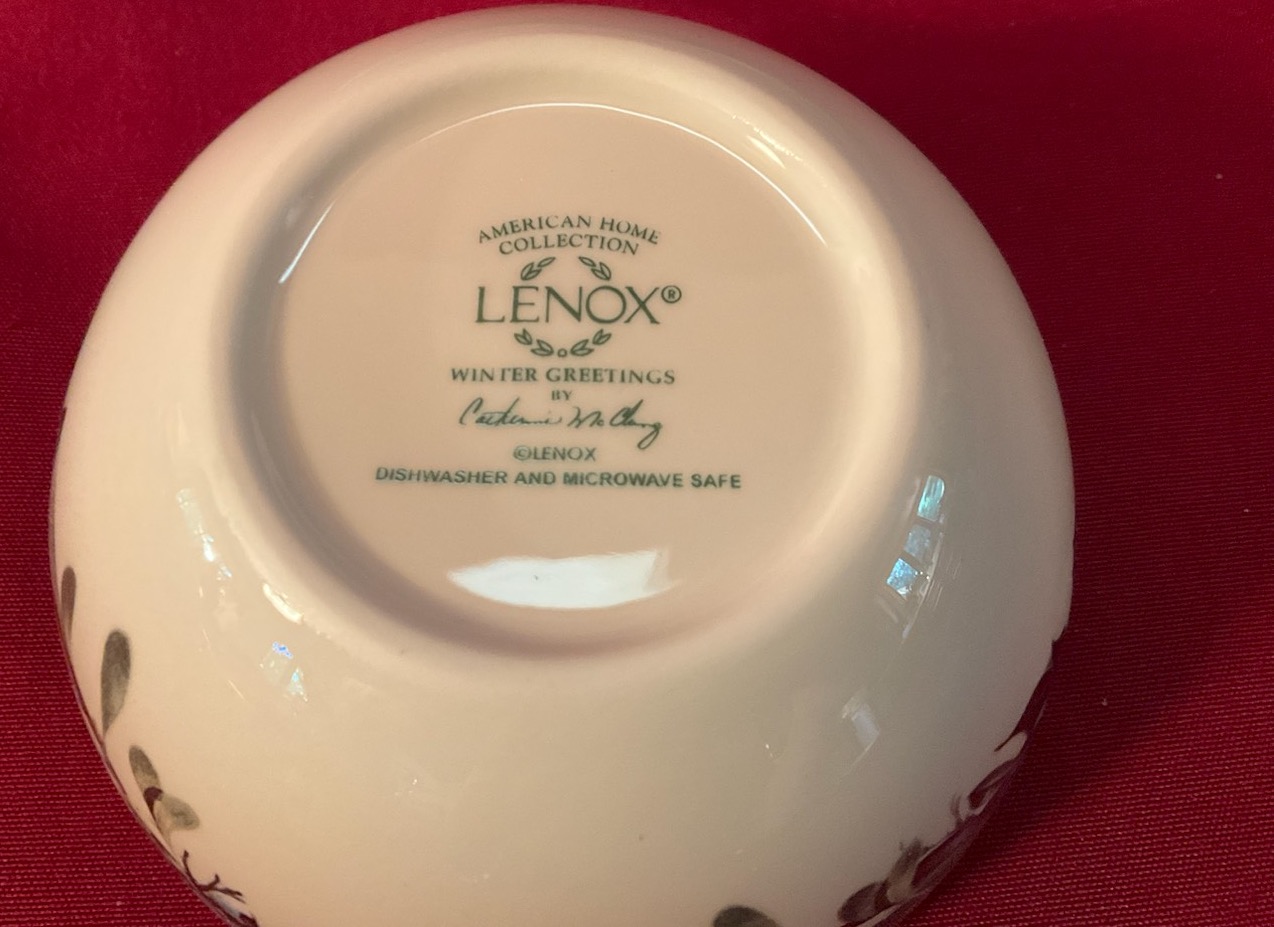 AMERICAN HOME
COLLECTION
LENOX®
WINTER GREETINGS
BY
Catherine McClung
©LENOX
DISHWASHER AND MICROWAVE SAFE